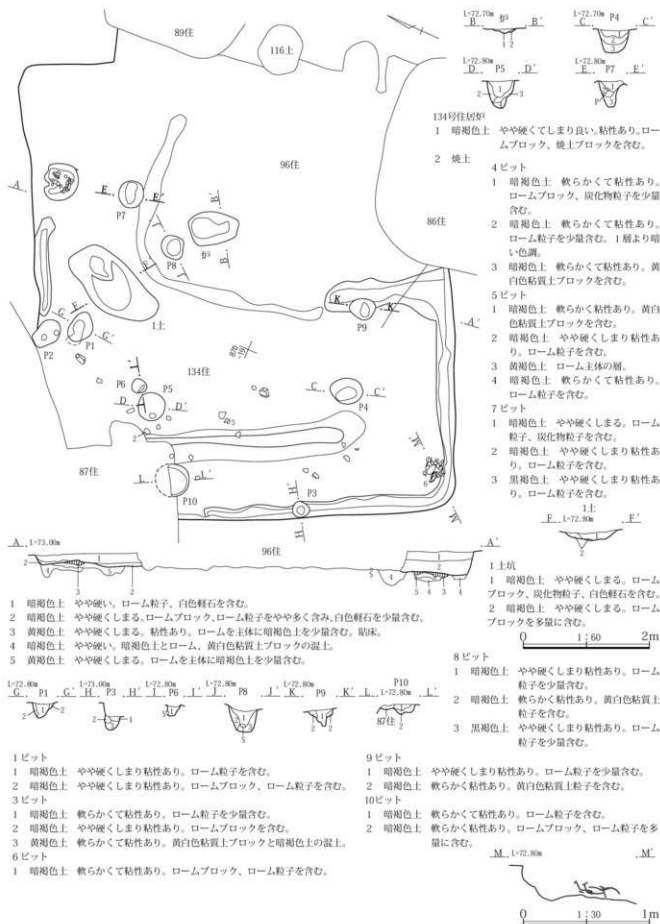 89住
116土
96住
86住
A
E
E'
P7
J
B'
P8
炉
J'
B
F'
F
1土
G
P1
G'
P2
K
P9
K'
A'
134住
870
-191
I'
P6
P5
D
D'
5
C
P4
C'
2
87住
L
L'
P10
H'
P3
H
M
6
M'
L=72.70m 炉
B B'
1 2
L=72.70m P4
C C'
L=72.80m P5
D D'
1
2 3
L=72.80m P7
E E'
134号住居炉
1 暗褐色土 やや硬くてしまり良い。粘性あり。ロー
ムブロック、焼土ブロックを含む。
2 焼土
4ピット
1 暗褐色土 軟らかくて粘性あり。
ロームブロック、炭化物粒子を少量
含む。
2 暗褐色土 軟らかくて粘性あり。
ローム粒子を少量含む。1層より暗
い色調。
3 暗褐色土 軟らかくて粘性あり。黄
白色粘質土ブロックを含む。
5ピット
1 暗褐色土 軟らかく粘性あり。黄白
色粘質土ブロックを含む。
2 暗褐色土 やや硬くしまり粘性あ
り。ローム粒子を含む。
3 黄褐色土 ローム主体の層。
4 暗褐色土 軟らかくて粘性あり。
ローム粒子を含む。
7ピット
1 暗褐色土 やや硬くしまる。ローム
粒子、炭化物粒子を含む。
2 暗褐色土 やや硬くしまり粘性あ
り。ローム粒子を含む。
3 黒褐色土 やや硬くしまり粘性あ
り。ローム粒子を含む。
1土
F L=72.80m F'
1
2
1土坑
1 暗褐色土 やや硬くしまる。ローム
ブロック、炭化物粒子、白色軽石を含む。
2 暗褐色土 やや硬くしまる。ローム
ブロックを多量に含む。
0 1:60 2m
A L=73.00m 96住 A'
1 暗褐色土 やや硬い。ローム粒子、白色軽石を含む。
2 暗褐色土 やや硬くしまる。ロームブロック、ローム粒子をやや多く含み、白色軽石を少量含む。
3 黄褐色土 やや硬くしまる。粘性あり。ロームを主体に暗褐色土を少量含む。貼床。
4 暗褐色土 やや硬い。暗褐色土とローム、黄白色粘質土ブロックの混土。
5 黄褐色土 やや硬くしまる。ロームを主体に暗褐色土を少量含む。
8ピット
1 暗褐色土 やや硬くしまり粘性あり。ローム
粒子を少量含む。
2 暗褐色土 軟らかく粘性あり。黄白色粘質土
粒子を含む。
3 黒褐色土 やや硬くしまり粘性あり。ローム
粒子を少量含む。
L=72.80m L=73.00m L=72.80m L=72.80m L=72.80m P10
G P1 G' H P3 H' I P6 I' J P8 J' K P9 K' L L=72.80m L'
87住
1ピット
1 暗褐色土 やや硬くしまり粘性あり。ローム粒子を含む。
2 暗褐色土 やや硬くしまり粘性あり。ロームブロック、ローム粒子を含む。
3ピット
1 暗褐色土 軟らかくて粘性あり。ローム粒子を少量含む。
2 暗褐色土 やや硬くしまり粘性あり。ロームブロックを含む。
3 黄褐色土 軟らかくて粘性あり。黄白色粘質土ブロックと暗褐色土の混土。
6ピット
1 暗褐色土 軟らかくて粘性あり。ロームブロック、ローム粒子を含む。
9ピット
1 暗褐色土 やや硬くしまり粘性あり。ローム粒子を少量含む。
2 暗褐色土 軟らかく粘性あり。黄白色粘質土粒子を含む。
10ピット
1 暗褐色土 軟らかくて粘性あり。ローム粒子を含む。
2 暗褐色土 軟らかく粘性あり。ロームブロック、ローム粒子を多
量に含む。
M L=72.80m M'
0 1:30 1m